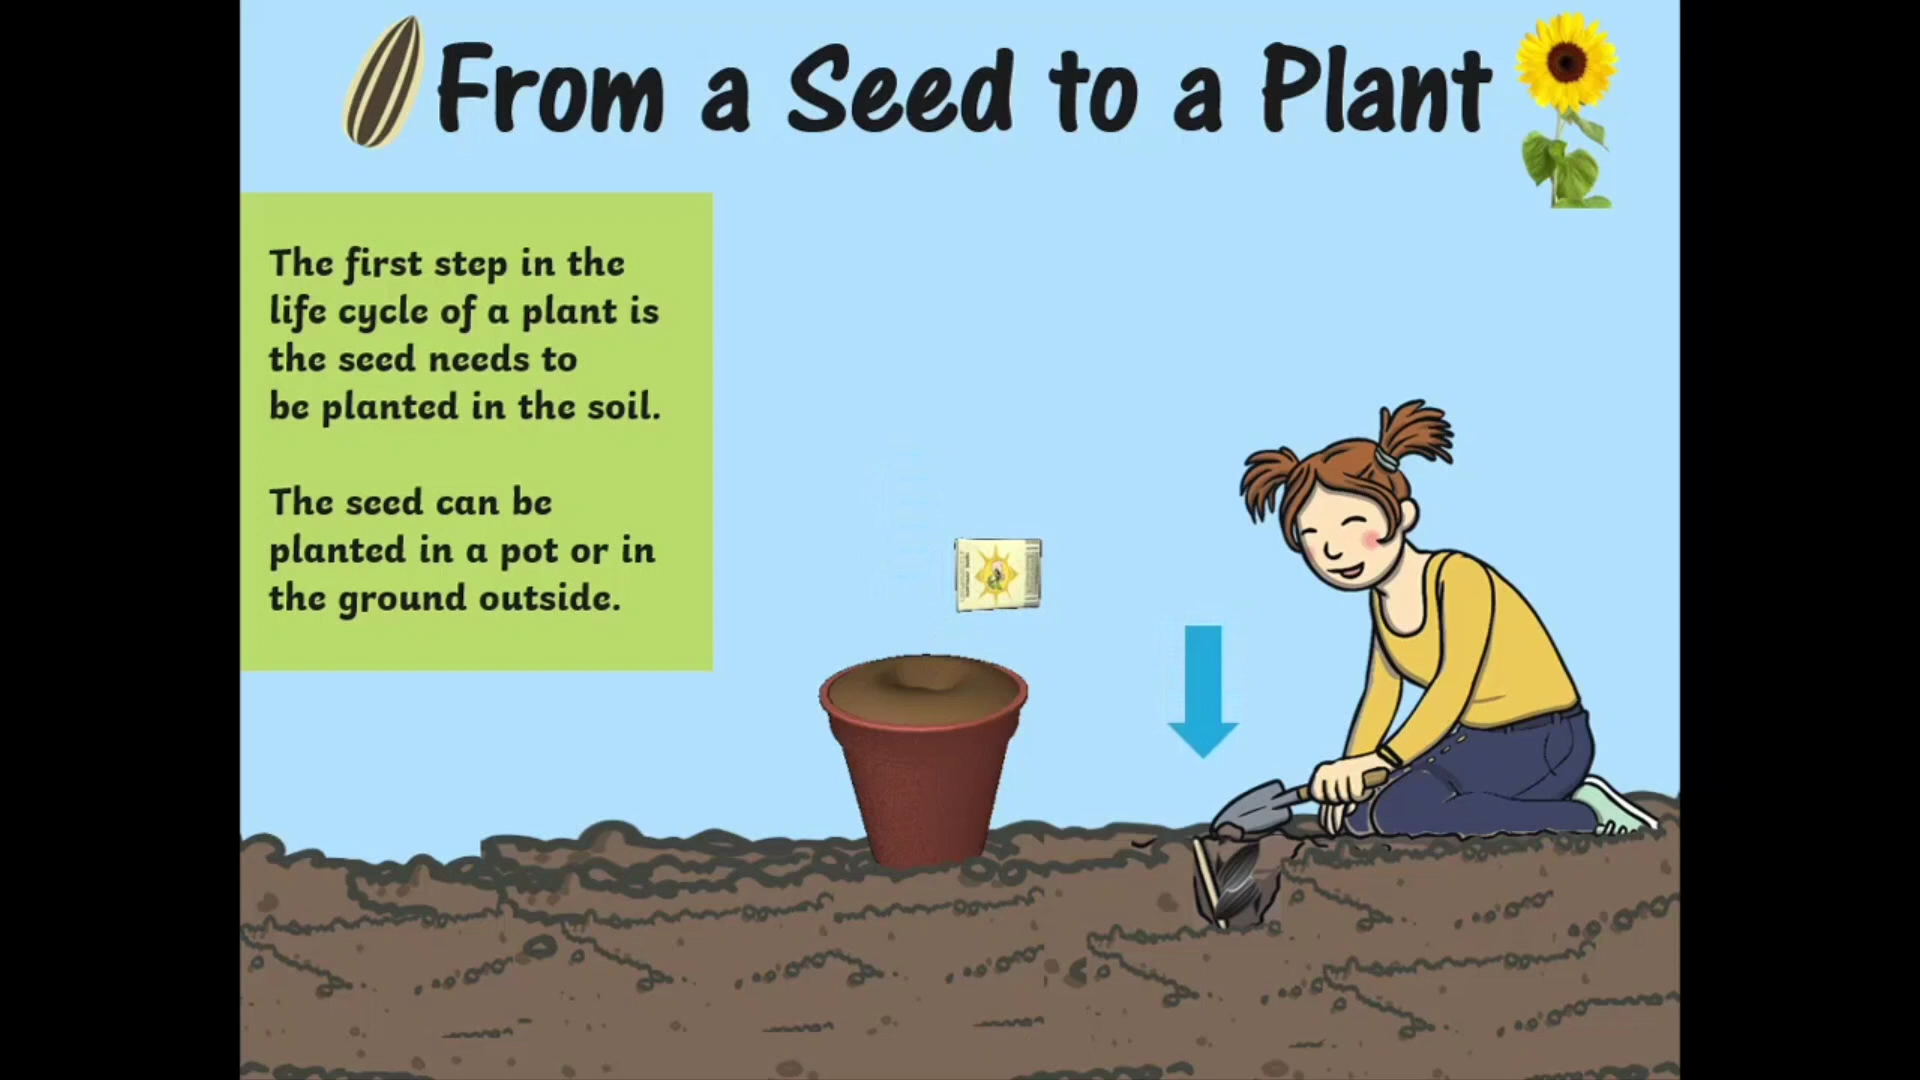 From a Seed to a Plant
The first step in the
life cycle of a plant is
the seed needs to
be planted in the soil.
The seed can be
planted in a pot or in
the ground outside.